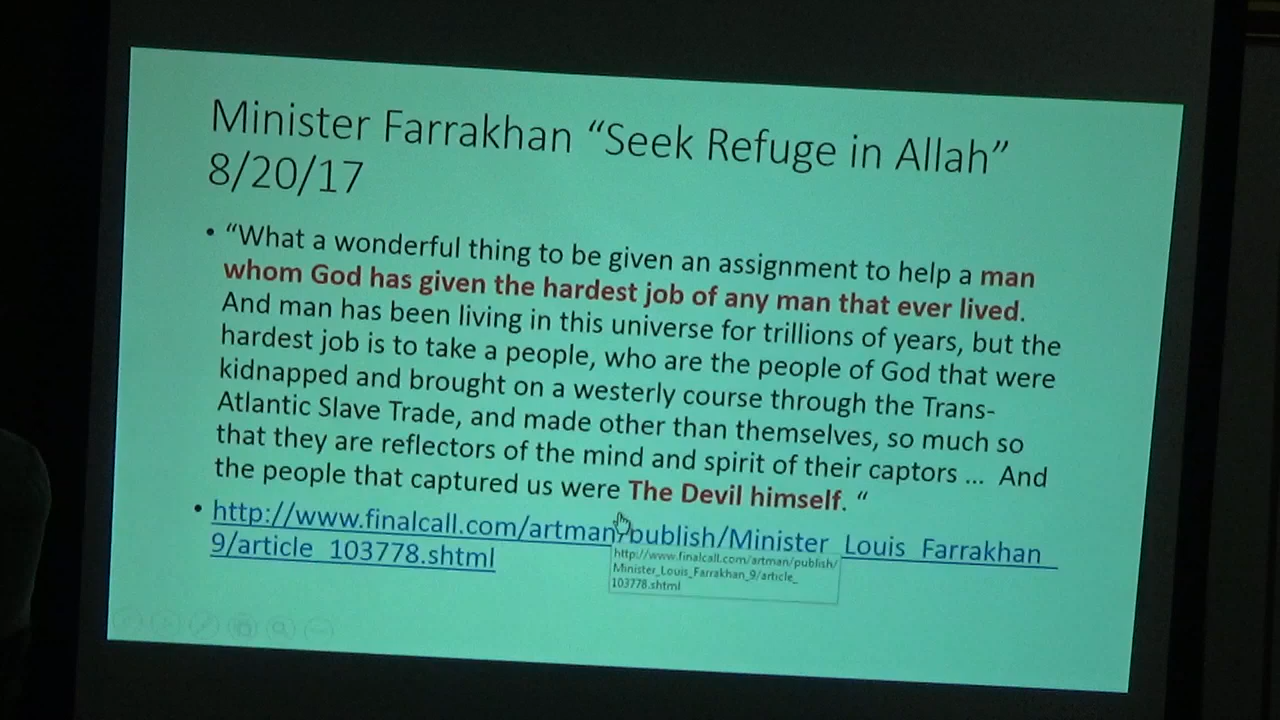 Minister Farrakhan “Seek Refuge in Allah”
8/20/17
• “What a wonderful thing to be given an assignment to help a man
whom God has given the hardest job of any man that ever lived.
And man has been living in this universe for trillions of years, but the
hardest job is to take a people, who are the people of God that were
kidnapped and brought on a westerly course through the Trans-
Atlantic Slave Trade, and made other than themselves, so much so
that they are reflectors of the mind and spirit of their captors ... And
the people that captured us were The Devil himself. “
• http://www.finalcall.com/artman/publish/Minister_Louis_Farrakhan_
9/article_103778.shtml
http://www.finalcall.com/artman/publish/
Minister_Louis_Farrakhan_9/article_
103778.shtml